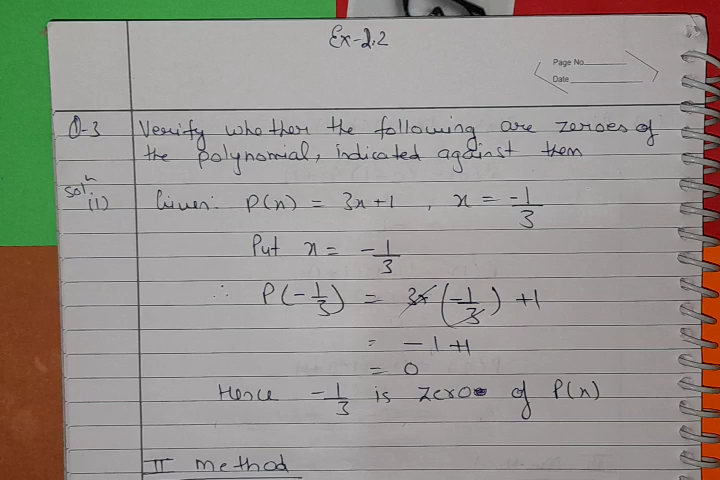 Ex-2.2
Page No.
Date
Q-3 Verify whether the following are zeroes of
the polynomial, indicated against them
Solⁿ
(i) Given: P(x) = 3x+1 , x = -1/3
Put x = -1/3
∴ P(-1/3) = 3x(-1/3) +1
= -1+1
= 0
Hence -1/3 is zero of P(x)
II method